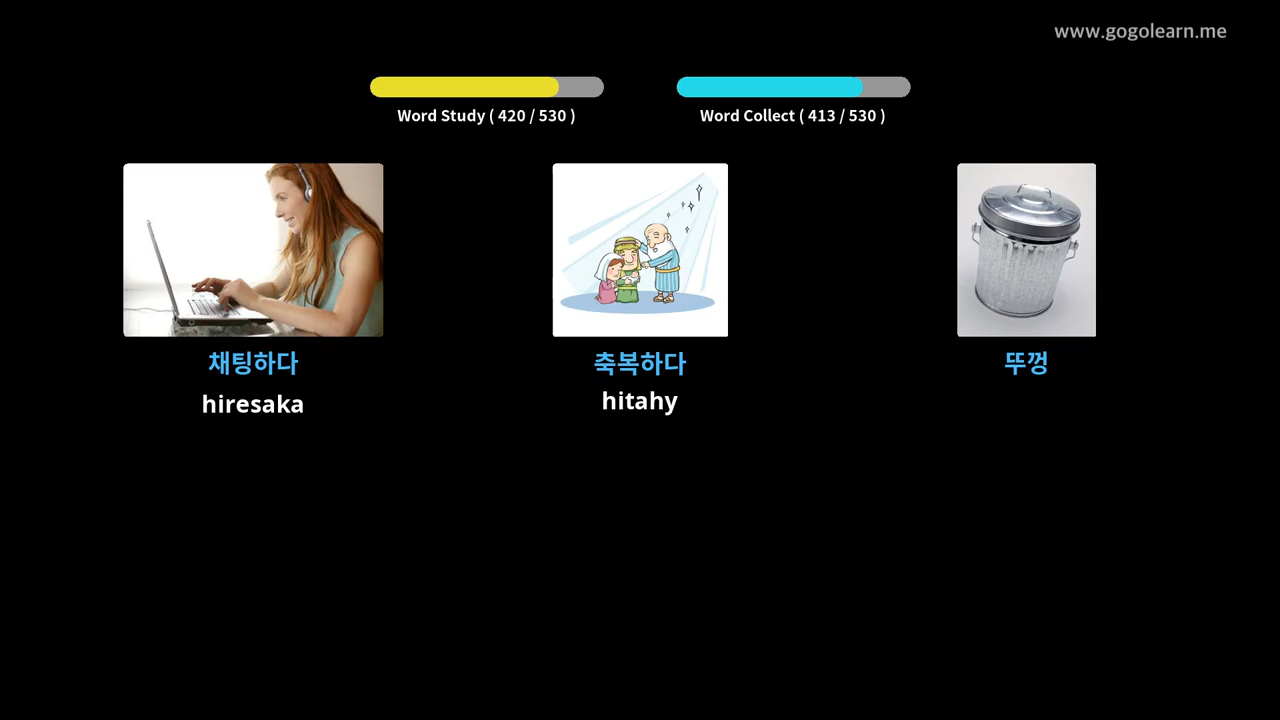 www.gogolearn.me
Word Study ( 420 / 530 )
Word Collect ( 413 / 530 )
채팅하다
축복하다
뚜껑
hiresaka
hitahy